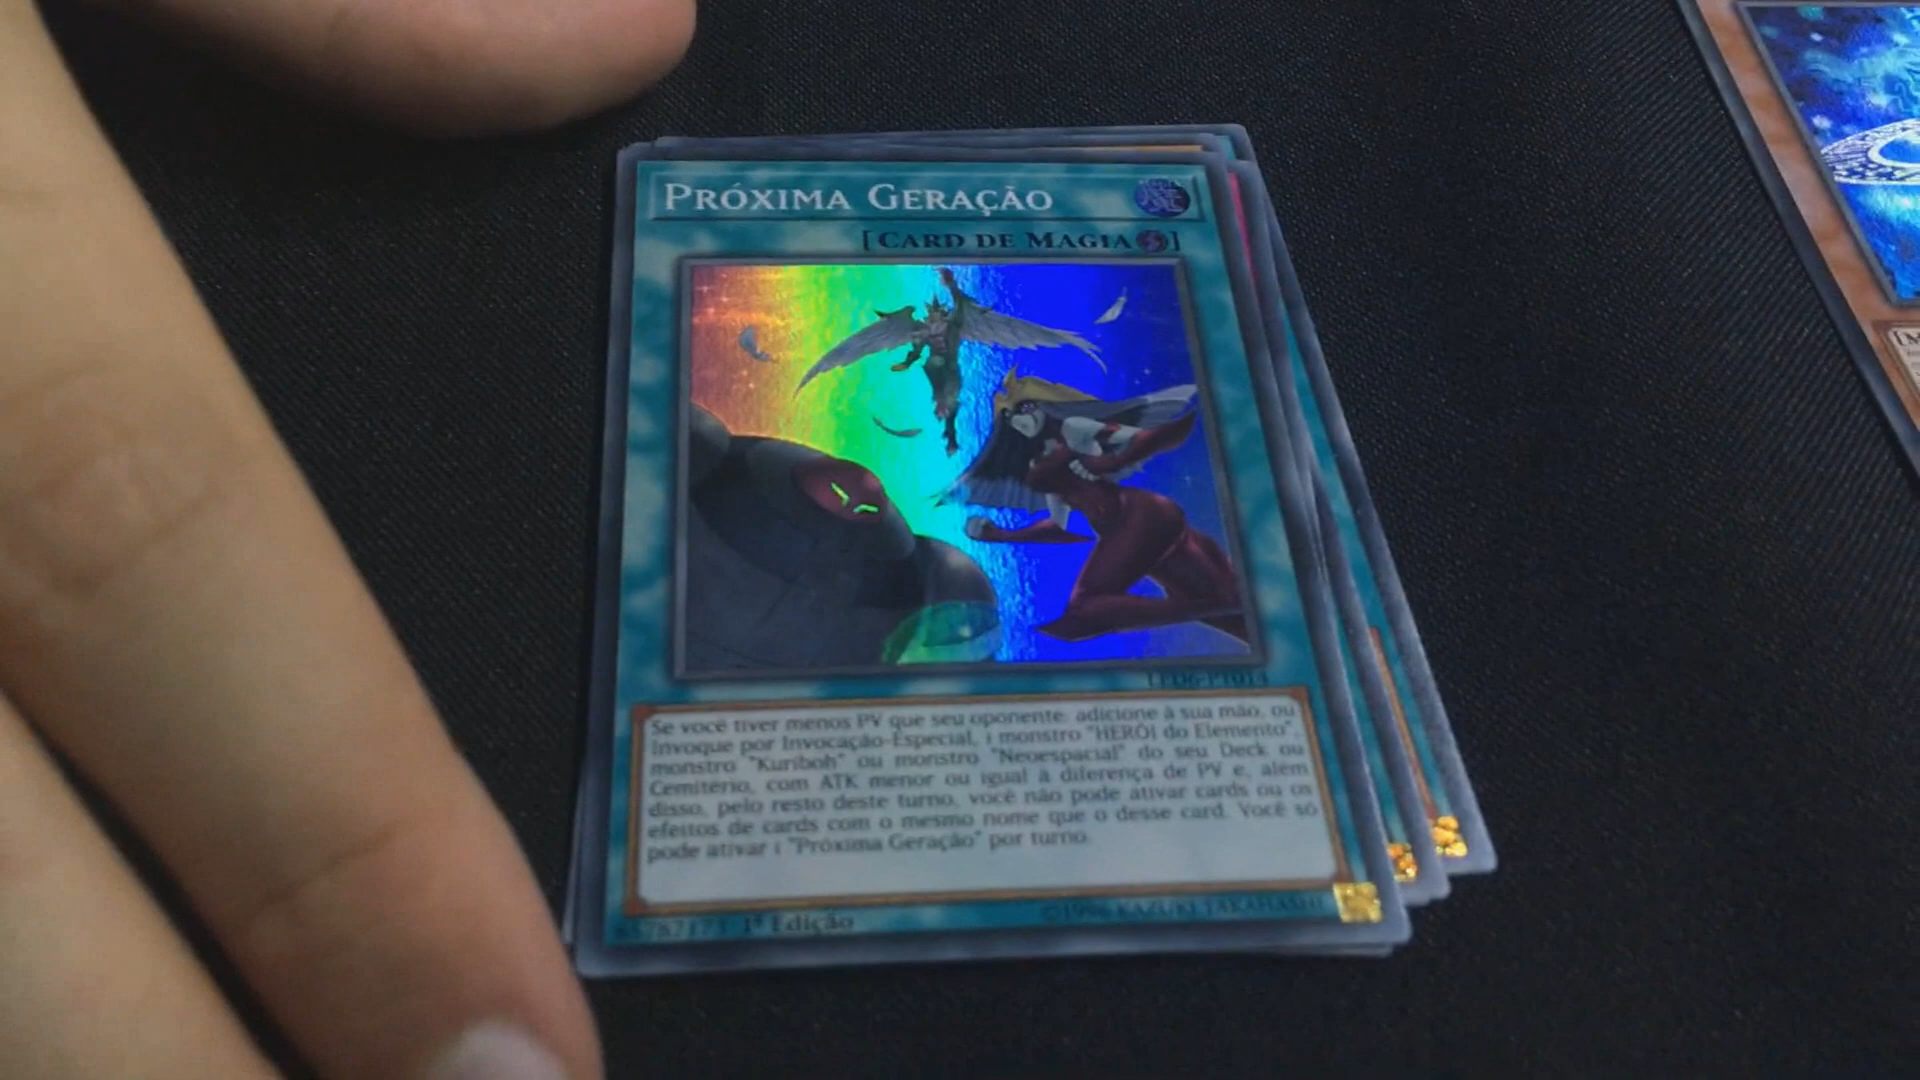 PRÓXIMA GERAÇÃO
[CARD DE MAGIA]
LED6-PT014
Se você tiver menos PV que seu oponente: adicione à sua mão, ou
Invoque por Invocação-Especial, 1 monstro "HERÓI do Elemento",
monstro "Kuriboh" ou monstro "Neoespacial" do seu Deck ou
Cemitério, com ATK menor ou igual à diferença de PV e, além
disso, pelo resto deste turno, você não pode ativar cards ou os
efeitos de cards com o mesmo nome que o desse card. Você só
pode ativar 1 "Próxima Geração" por turno.
1ª Edição
©1996 KAZUKI TAKAHASHI